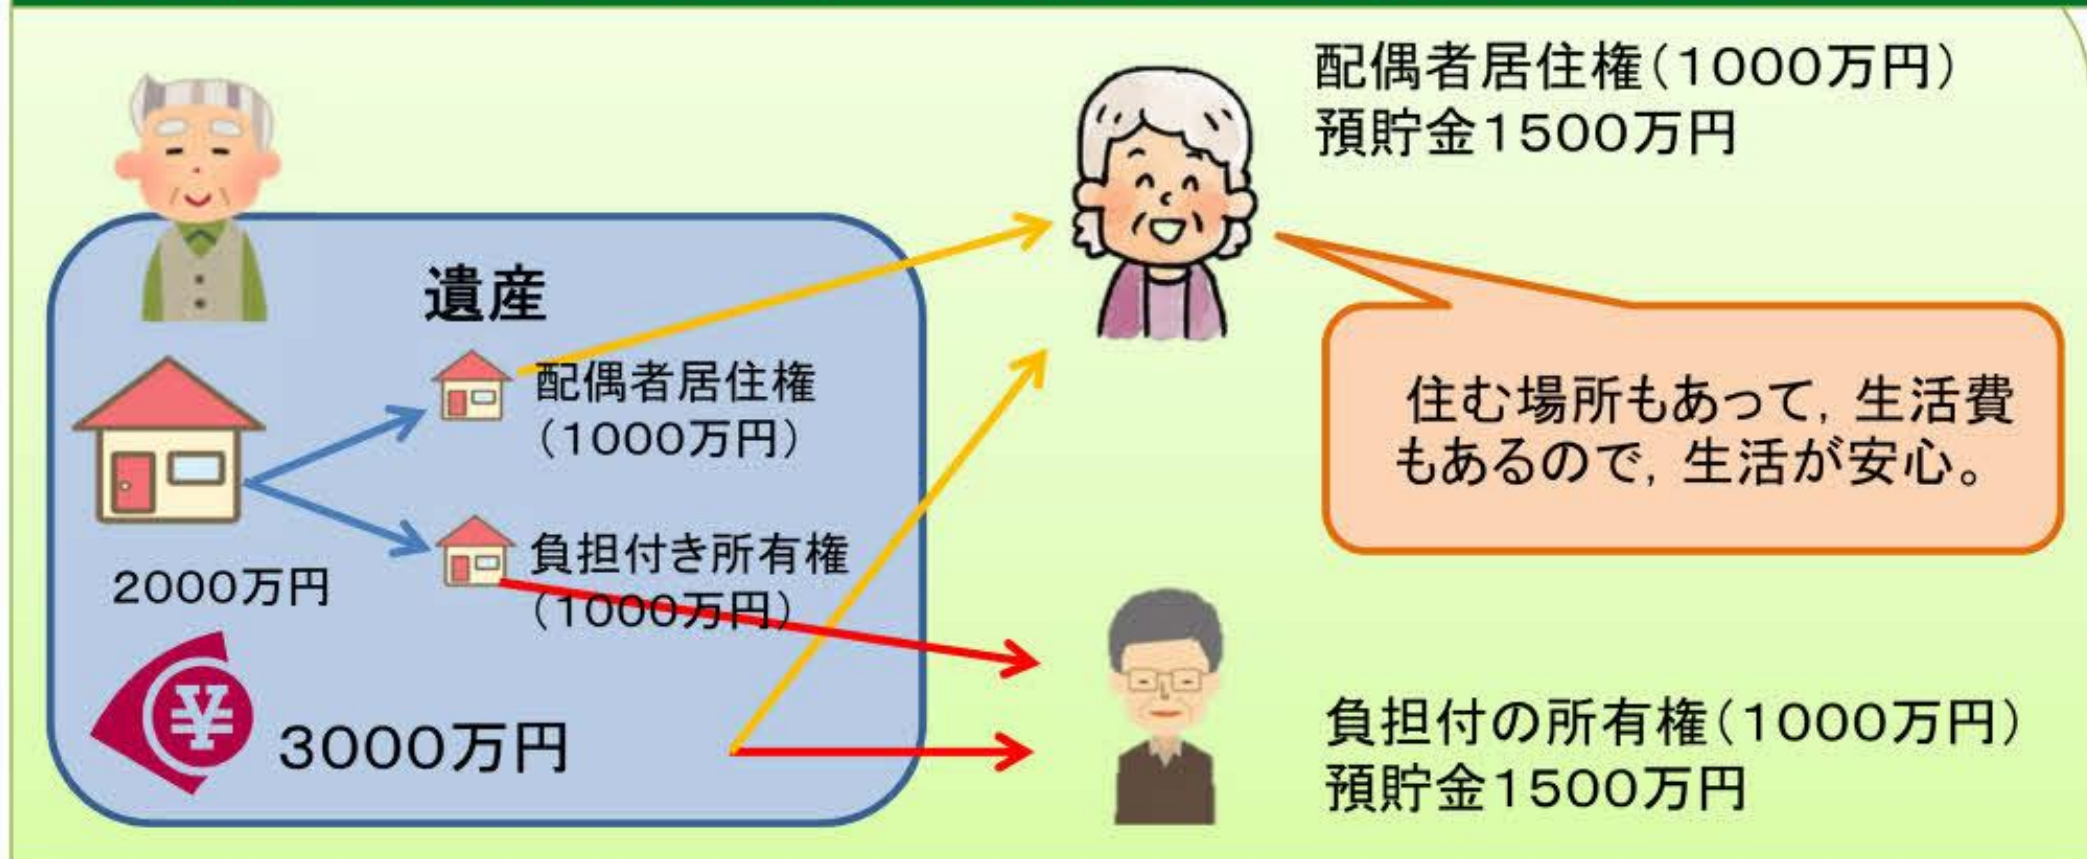 配偶者居住権(1000万円)
預貯金1500万円
遺産
配偶者居住権
(1000万円)
住む場所もあって,生活費
もあるので,生活が安心。
負担付き所有権
(1000万円)
2000万円
¥
3000万円
負担付の所有権(1000万円)
預貯金1500万円